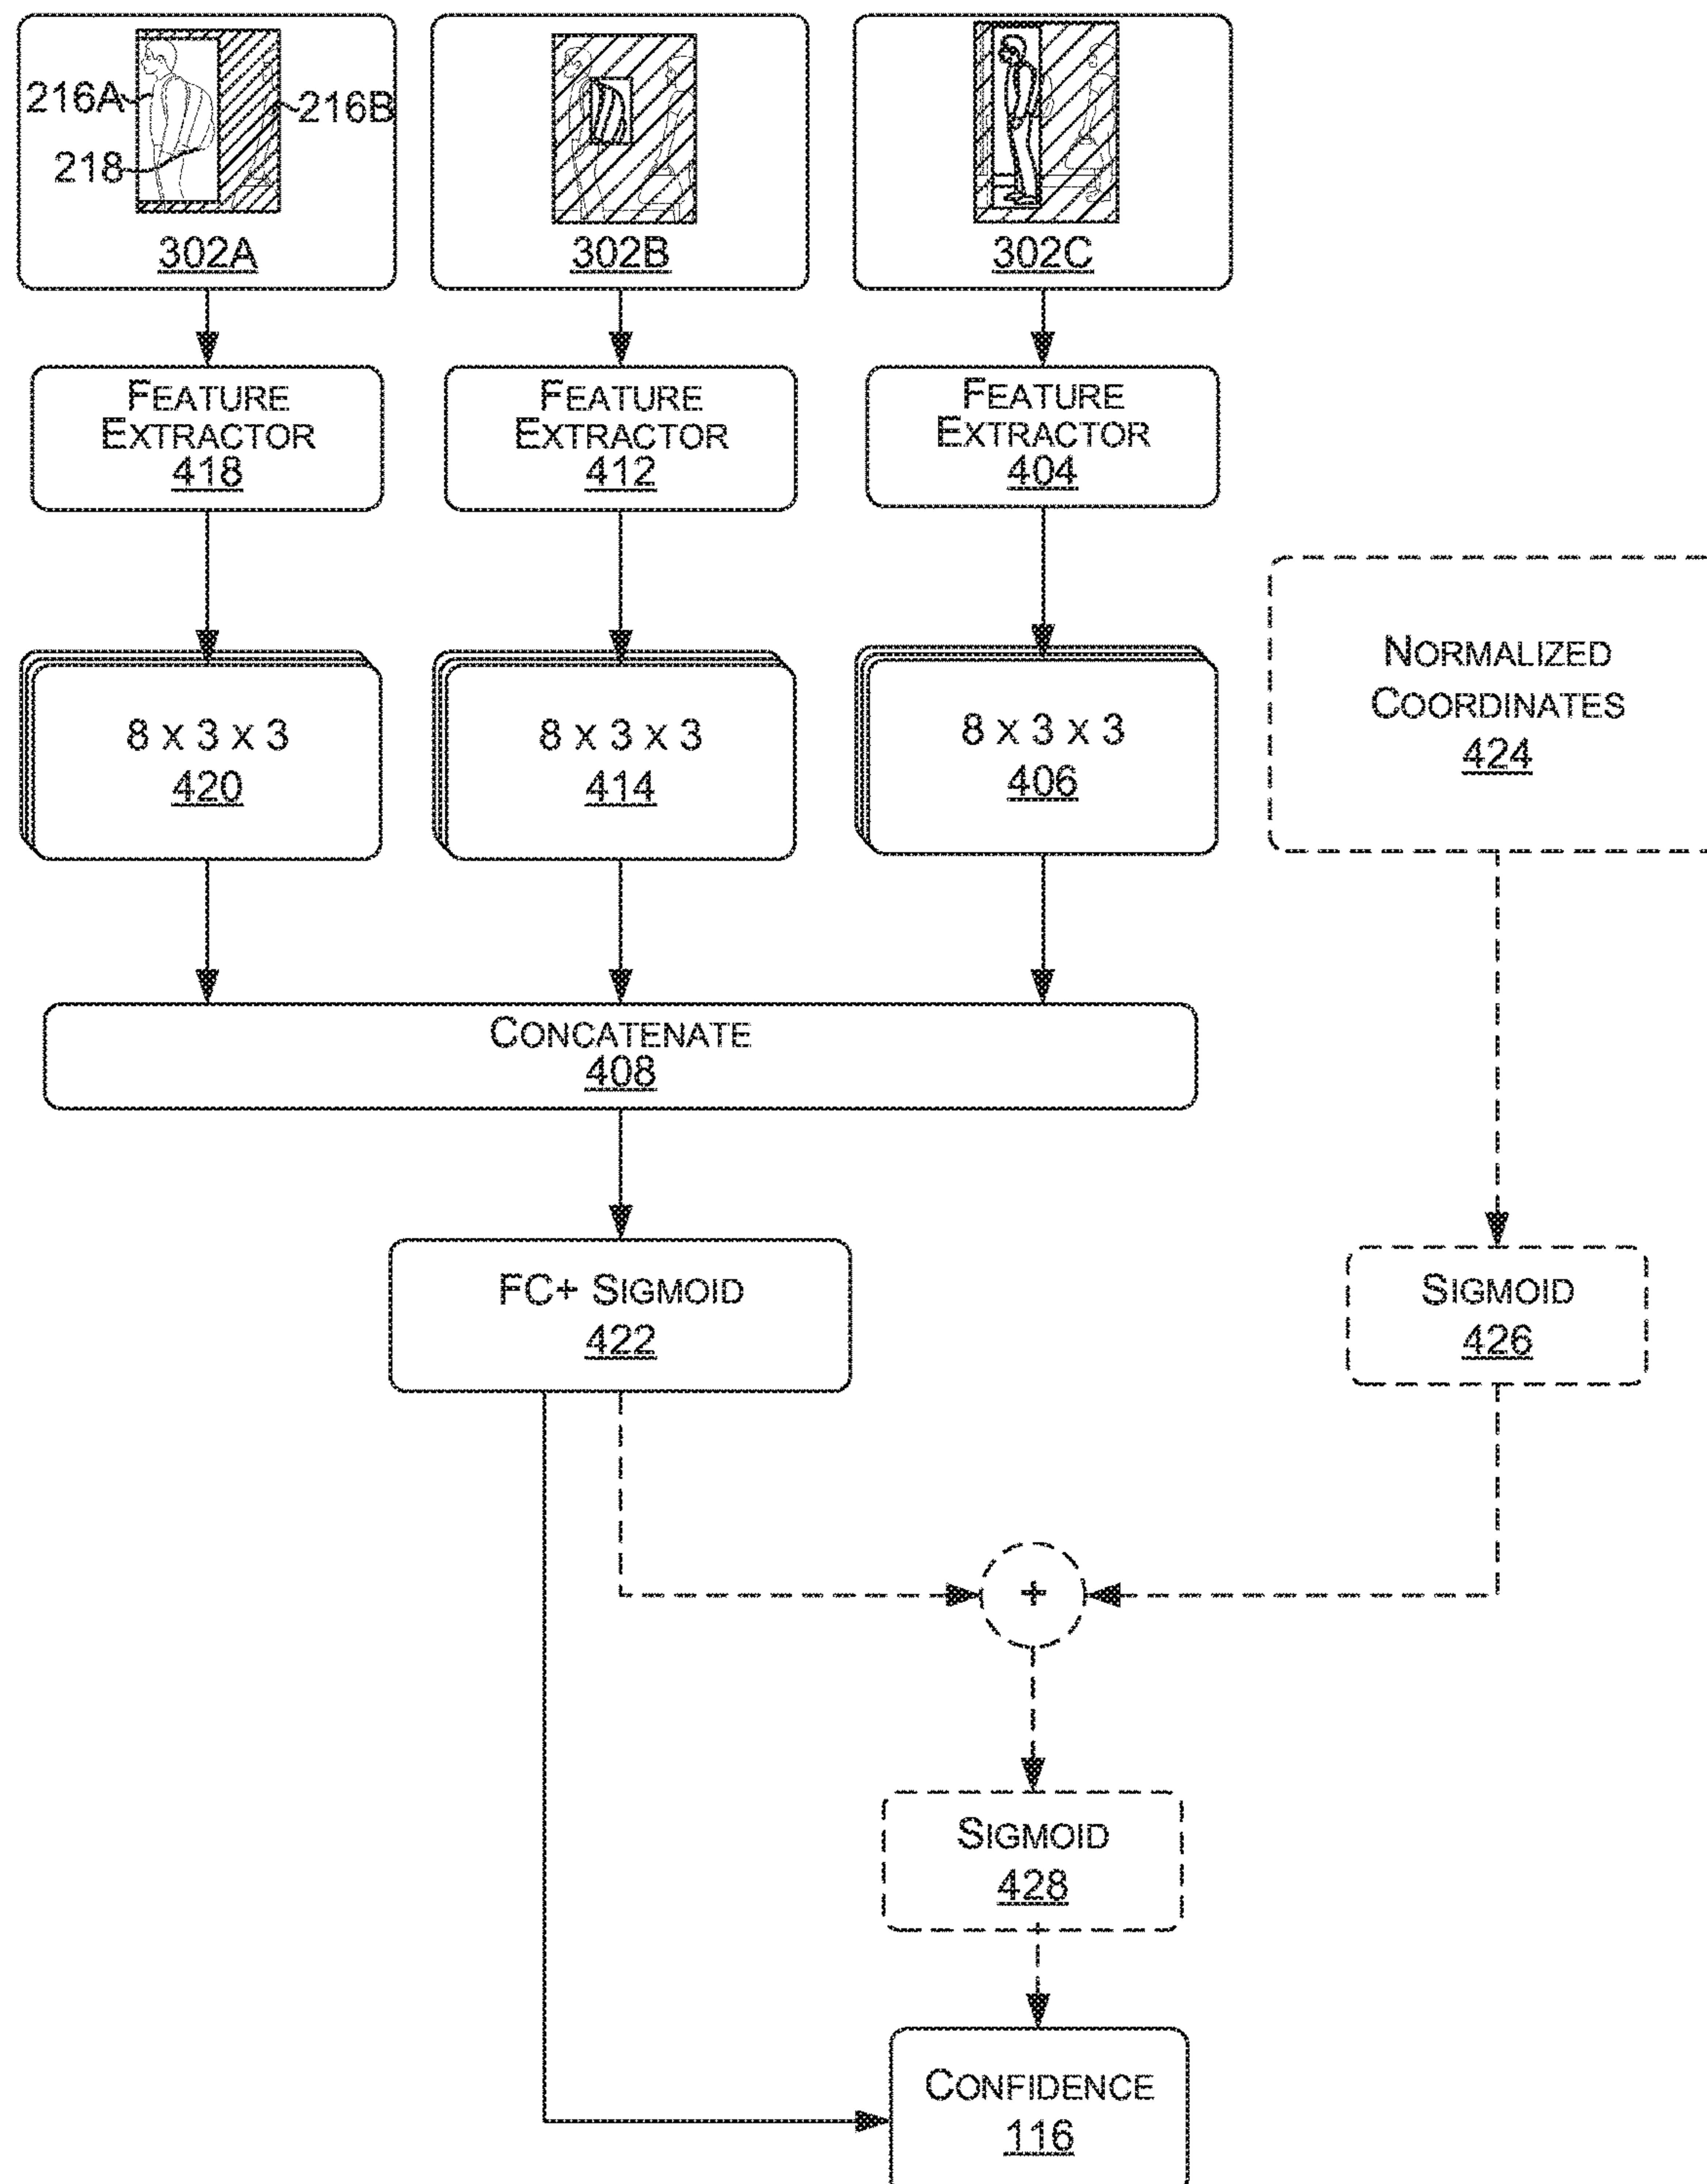 216A
216B
218
302A
302B
302C
FEATURE
EXTRACTOR
418
FEATURE
EXTRACTOR
412
FEATURE
EXTRACTOR
404
8 x 3 x 3
420
8 x 3 x 3
414
8 x 3 x 3
406
NORMALIZED
COORDINATES
424
CONCATENATE
408
FC+ SIGMOID
422
SIGMOID
426
+
SIGMOID
428
CONFIDENCE
116